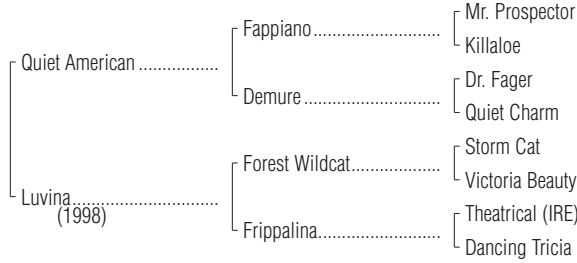 Mr. Prospector
Fappiano
Killaloe
Quiet American
Dr. Fager
Demure
Quiet Charm
Storm Cat
Forest Wildcat
Victoria Beauty
Luvina
(1998)
Theatrical (IRE)
Frippalina
Dancing Tricia